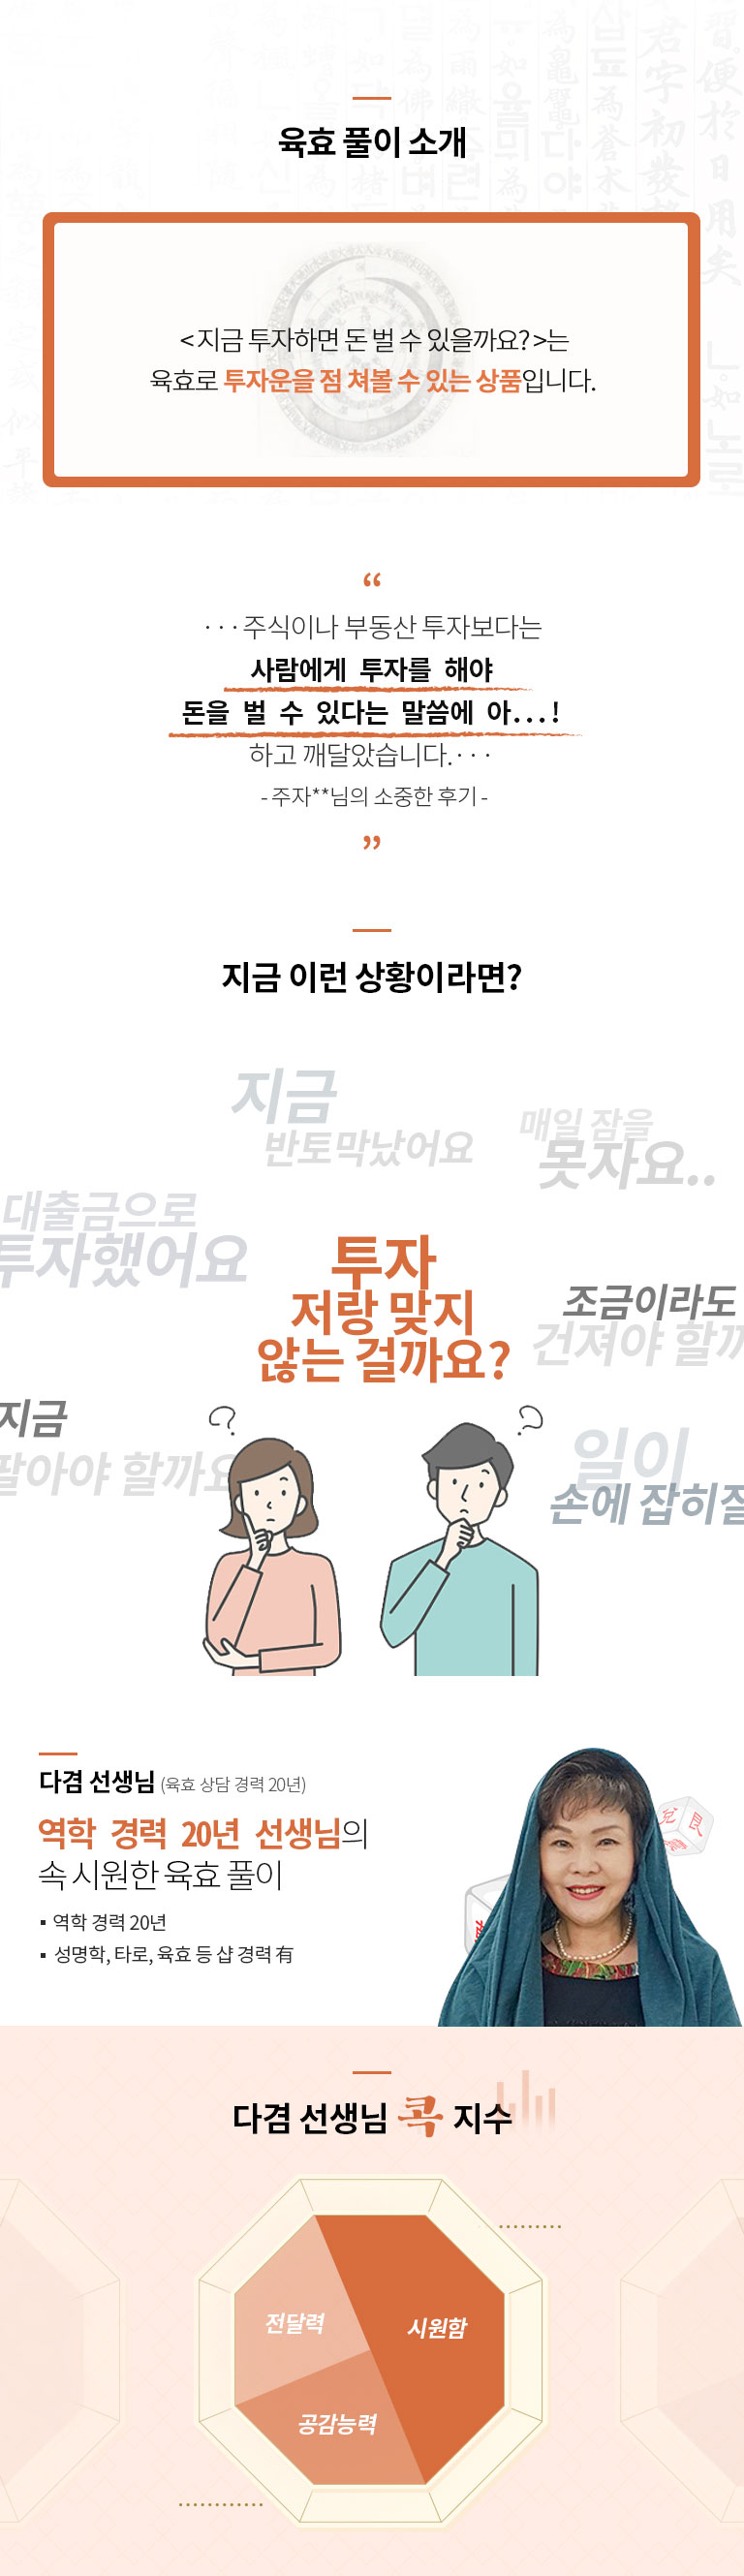 육효 풀이 소개
<지금 투자하면 돈 벌 수 있을까요?>는
육효로 투자운을 점 쳐볼 수 있는 상품입니다.
“
···주식이나 부동산 투자보다는
사람에게 투자를 해야
돈을 벌 수 있다는 말씀에 아...!
하고 깨달았습니다.···
- 주자**님의 소중한 후기 -
”
지금 이런 상황이라면?
지금
반토막났어요
매일 잠을
못자요..
대출금으로
투자했어요
투자
저랑 맞지
않는 걸까요?
조금이라도
건져야 할까
지금
팔아야 할까요
일이
손에 잡히질
다겸 선생님 (육효 상담 경력 20년)
역학 경력 20년 선생님의
속 시원한 육효 풀이
▪ 역학 경력 20년
▪ 성명학, 타로, 육효 등 샵 경력 有
兌 艮
다겸 선생님 콕 지수
전달력
시원함
공감능력